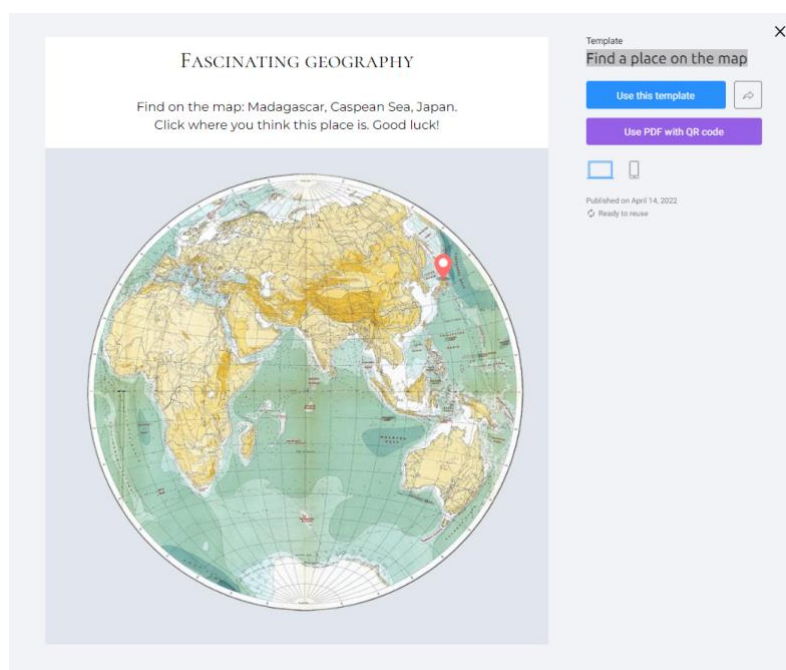 Fascinating geography
Find on the map: Madagascar, Caspean Sea, Japan.
Click where you think this place is. Good luck!
Template
Find a place on the map
Use this template
Use PDF with QR code
Published on April 14, 2022
Ready to reuse